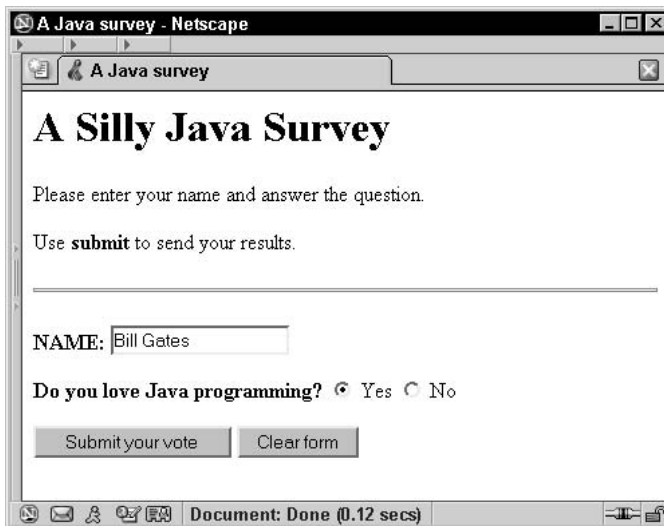 A Java survey - Netscape
A Java survey
A Silly Java Survey
Please enter your name and answer the question.
Use submit to send your results.
NAME: Bill Gates
Do you love Java programming? Yes No
Submit your vote Clear form
Document: Done (0.12 secs)